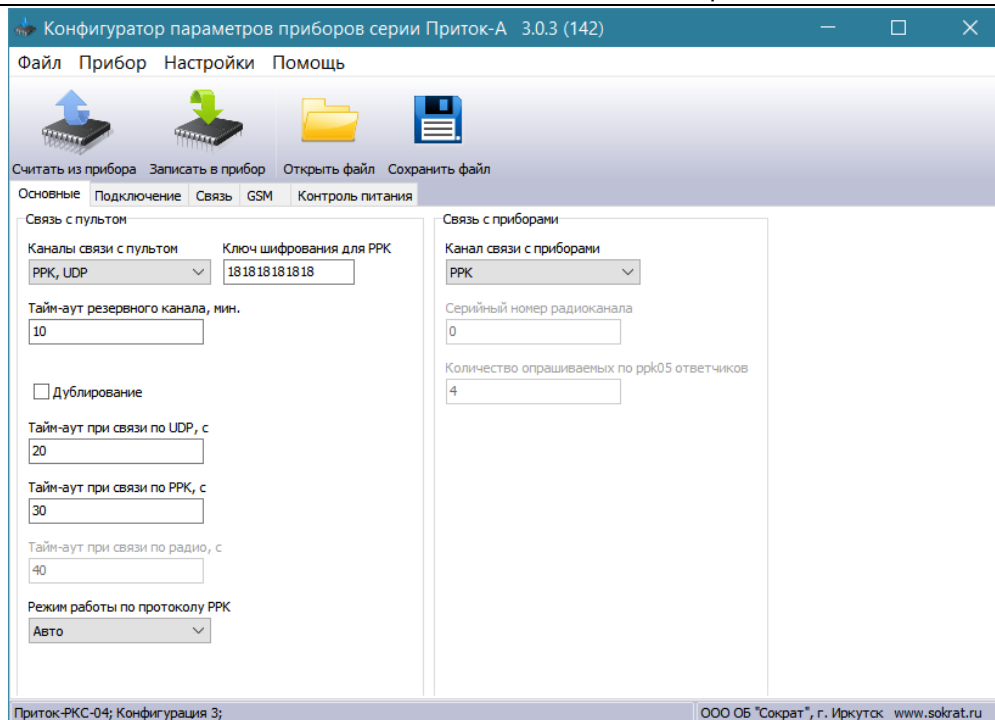 Конфигуратор параметров приборов серии Приток-А 3.0.3 (142)
Файл Прибор Настройки Помощь
Считать из прибора Записать в прибор Открыть файл Сохранить файл
Основные Подключение Связь GSM Контроль питания
Связь с пультом
Каналы связи с пультом Ключ шифрования для PPK
PPK, UDP 181818181818
Тайм-аут резервного канала, мин.
10
Дублирование
Тайм-аут при связи по UDP, с
20
Тайм-аут при связи по PPK, с
30
Тайм-аут при связи по радио, с
40
Режим работы по протоколу PPK
Авто
Связь с приборами
Канал связи с приборами
PPK
Серийный номер радиоканала
0
Количество опрашиваемых по ppk05 ответчиков
4
Приток-РКС-04; Конфигурация 3; ООО ОБ "Сократ", г. Иркутск www.sokrat.ru